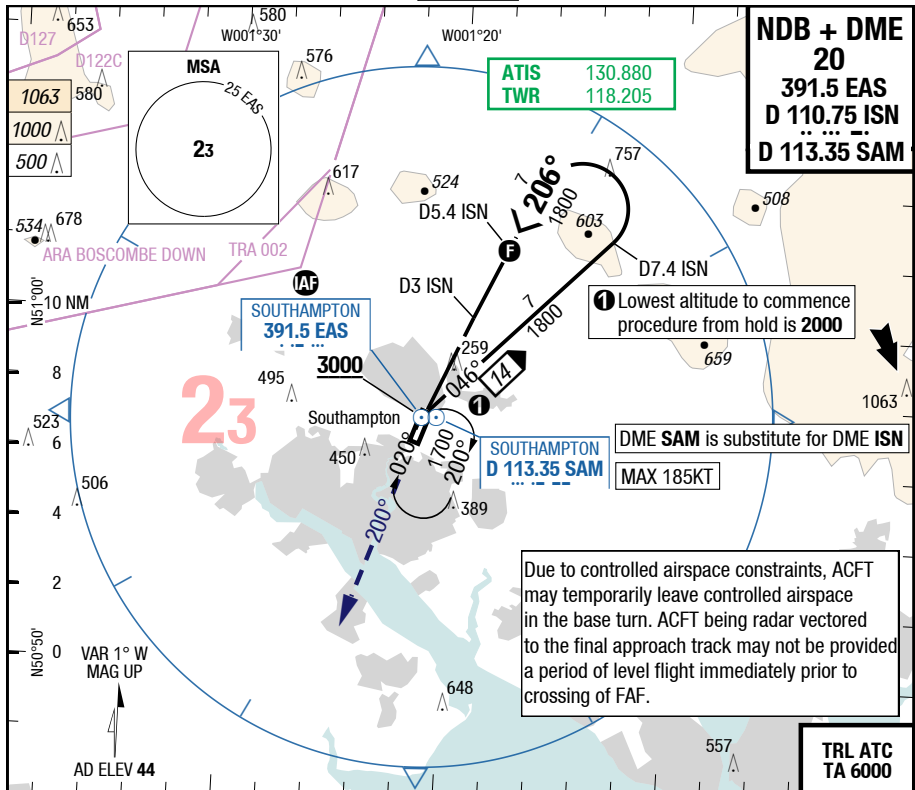 653
580
W001°30'
W001°20'
D127
D122C
576
MSA
25 EAS
23
ATIS 130.880
TWR 118.205
NDB + DME
20
391.5 EAS
D 110.75 ISN
D 113.35 SAM
1063
580
1000
500
617
524
757
7
206°
1800
508
D5.4 ISN
603
534
678
ARA BOSCOMBE DOWN
TRA 002
F
D7.4 ISN
IAF
D3 ISN
7
1800
N51°00'
10 NM
1 Lowest altitude to commence
procedure from hold is 2000
SOUTHAMPTON
391.5 EAS
259
659
3000
046°
14
1
8
495
23
1063
Southampton
523
6
450
020°
1700
200°
SOUTHAMPTON
D 113.35 SAM
DME SAM is substitute for DME ISN
MAX 185KT
506
4
389
200°
2
Due to controlled airspace constraints, ACFT
may temporarily leave controlled airspace
in the base turn. ACFT being radar vectored
to the final approach track may not be provided
a period of level flight immediately prior to
crossing of FAF.
N50°50'
0
VAR 1° W
MAG UP
648
557
AD ELEV 44
TRL ATC
TA 6000